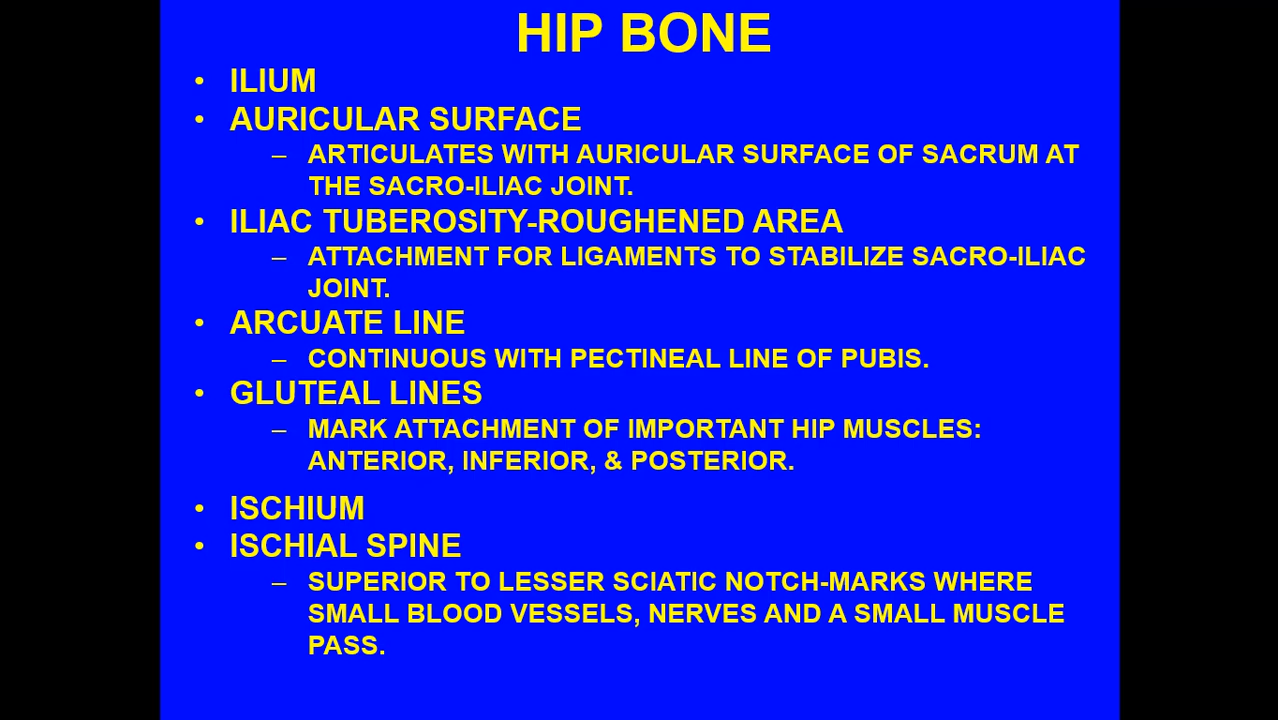 HIP BONE
• ILIUM
• AURICULAR SURFACE
– ARTICULATES WITH AURICULAR SURFACE OF SACRUM AT
THE SACRO-ILIAC JOINT.
• ILIAC TUBEROSITY-ROUGHENED AREA
– ATTACHMENT FOR LIGAMENTS TO STABILIZE SACRO-ILIAC
JOINT.
• ARCUATE LINE
– CONTINUOUS WITH PECTINEAL LINE OF PUBIS.
• GLUTEAL LINES
– MARK ATTACHMENT OF IMPORTANT HIP MUSCLES:
ANTERIOR, INFERIOR, & POSTERIOR.
• ISCHIUM
• ISCHIAL SPINE
– SUPERIOR TO LESSER SCIATIC NOTCH-MARKS WHERE
SMALL BLOOD VESSELS, NERVES AND A SMALL MUSCLE
PASS.